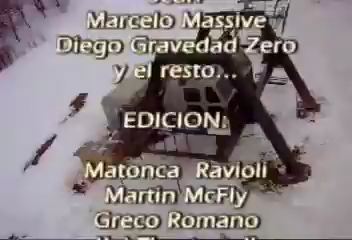 Marcelo Massive
Diego Gravedad Zero
y el resto...
EDICION:
Matonca Ravioli
Martin McFly
Greco Romano